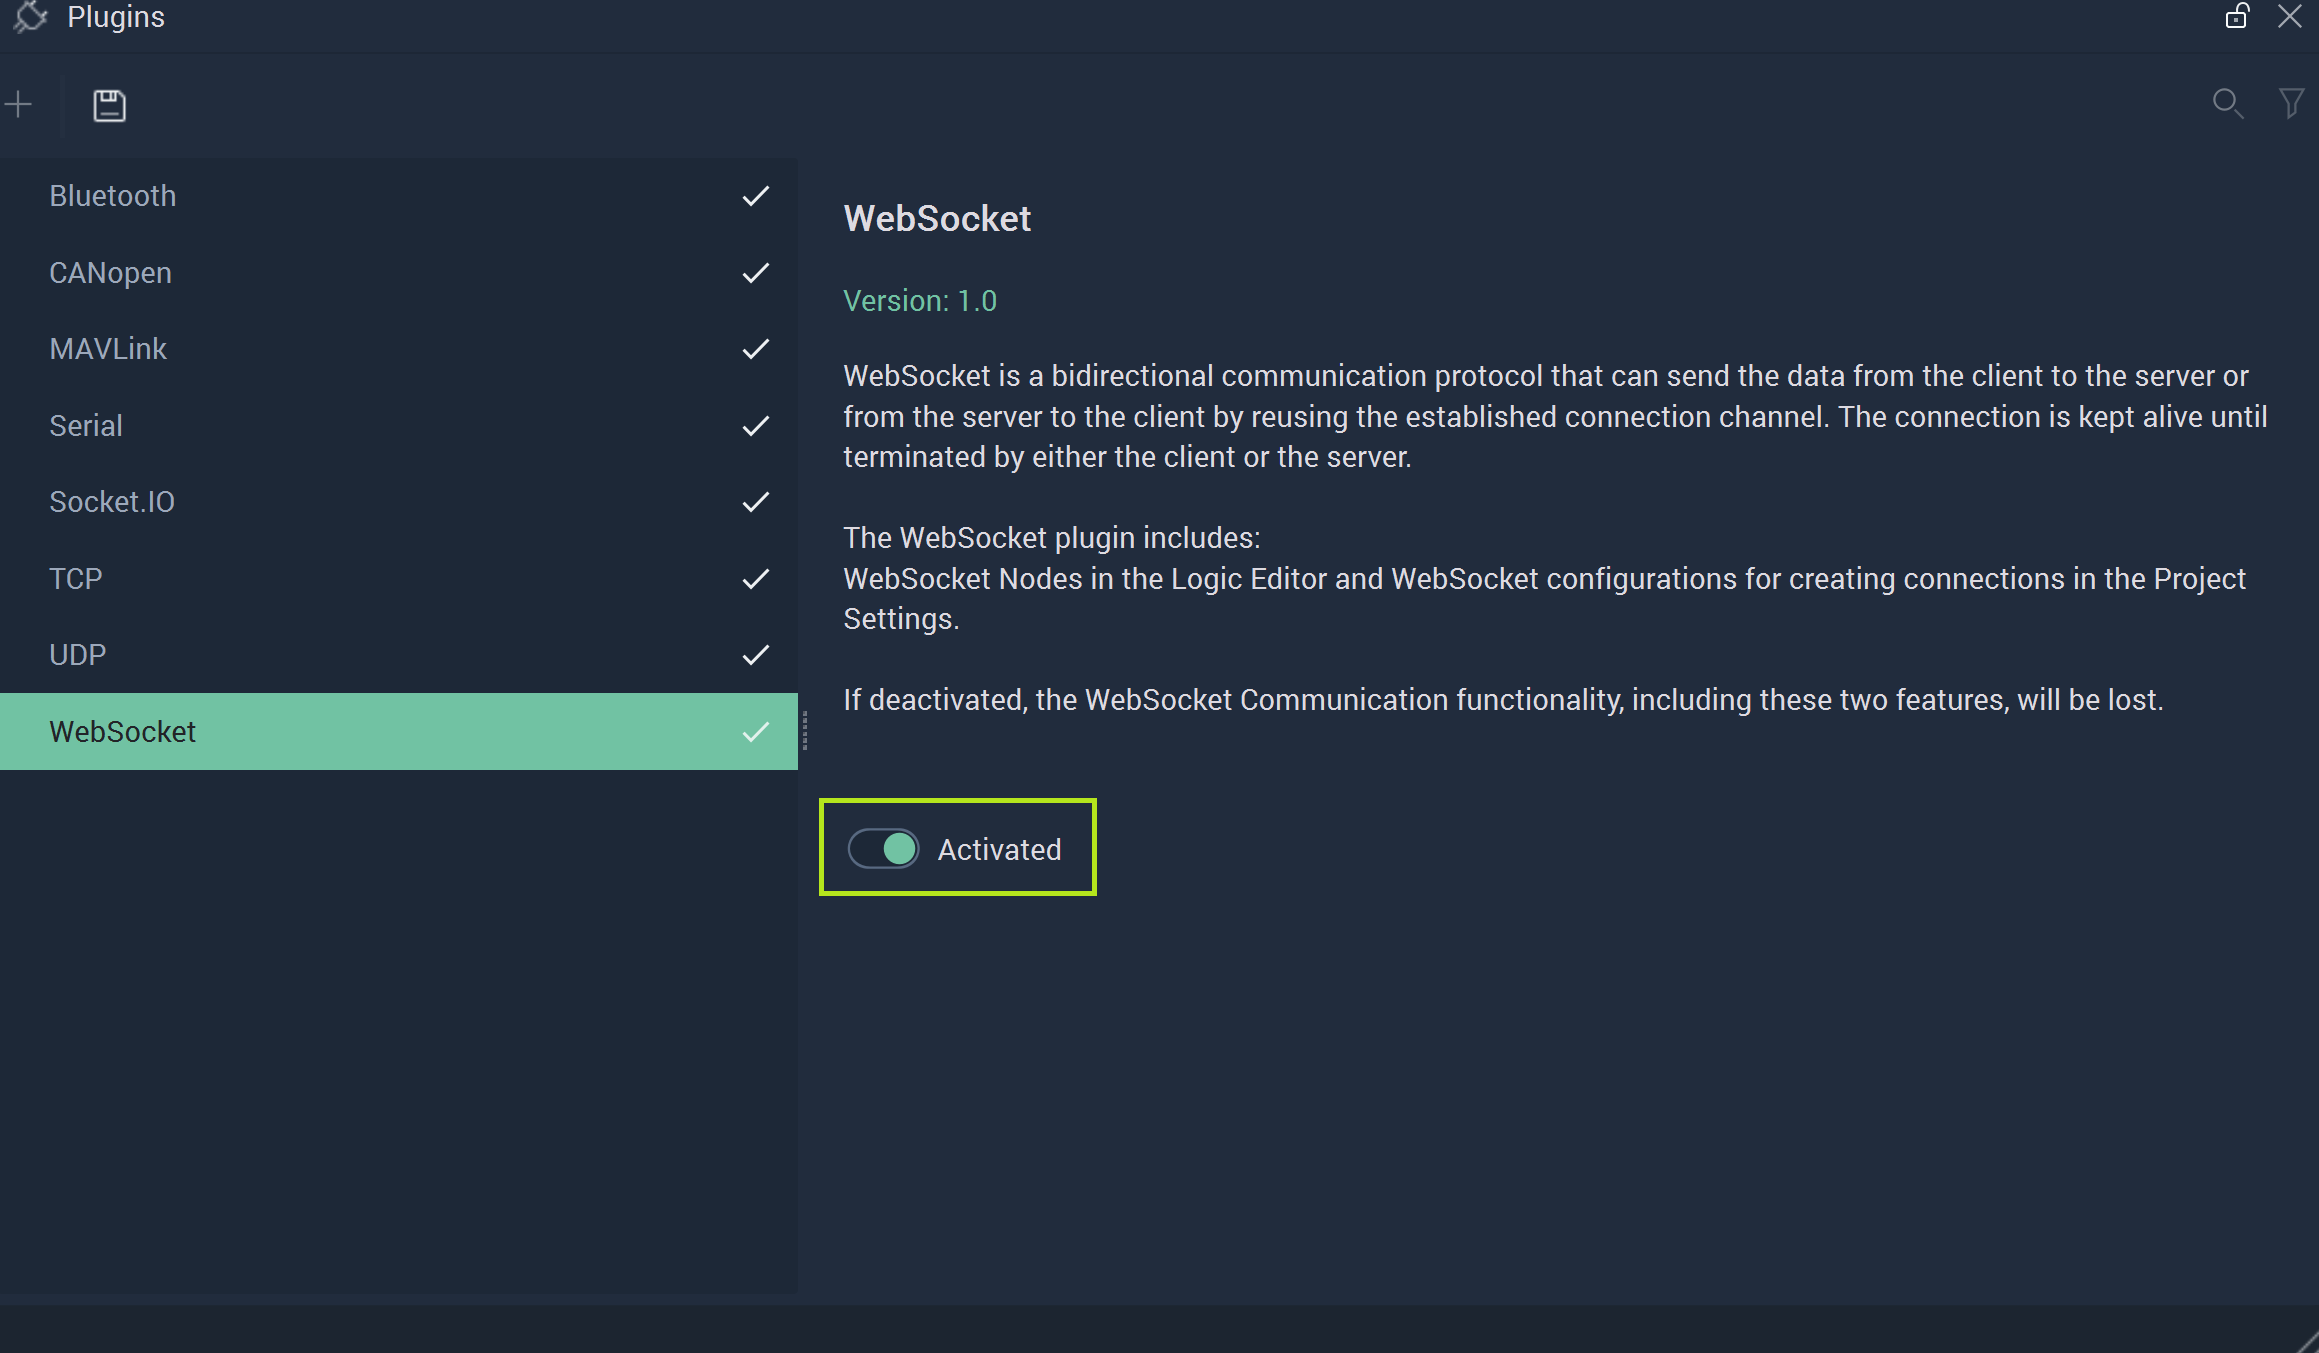 Plugins
Bluetooth
CANopen
MAVLink
Serial
Socket.IO
TCP
UDP
WebSocket
WebSocket
Version: 1.0
WebSocket is a bidirectional communication protocol that can send the data from the client to the server or
from the server to the client by reusing the established connection channel. The connection is kept alive until
terminated by either the client or the server.
The WebSocket plugin includes:
WebSocket Nodes in the Logic Editor and WebSocket configurations for creating connections in the Project
Settings.
If deactivated, the WebSocket Communication functionality, including these two features, will be lost.
Activated